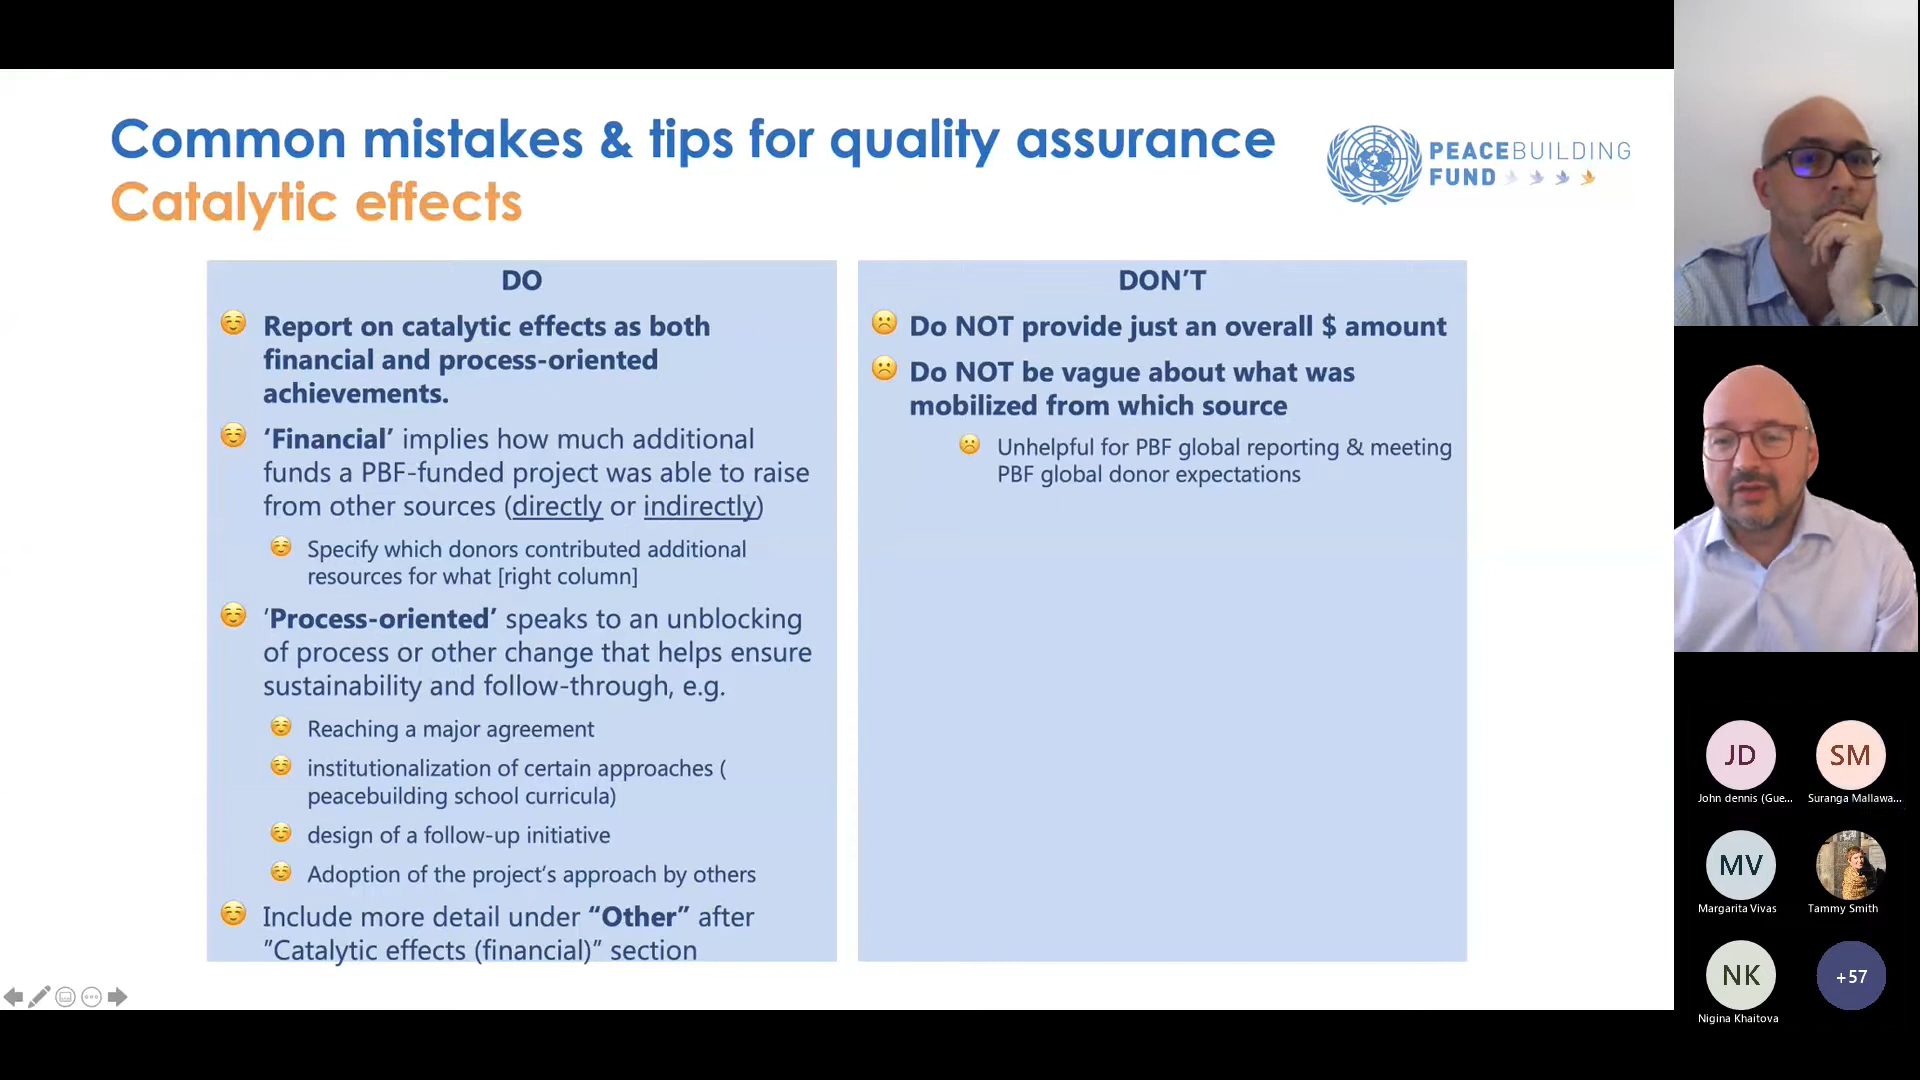 Common mistakes & tips for quality assurance
Catalytic effects
PEACEBUILDING
FUND
DO
Report on catalytic effects as both
financial and process-oriented
achievements.
‘Financial’ implies how much additional
funds a PBF-funded project was able to raise
from other sources (directly or indirectly)
Specify which donors contributed additional
resources for what [right column]
‘Process-oriented’ speaks to an unblocking
of process or other change that helps ensure
sustainability and follow-through, e.g.
Reaching a major agreement
institutionalization of certain approaches (
peacebuilding school curricula)
design of a follow-up initiative
Adoption of the project’s approach by others
Include more detail under “Other” after
”Catalytic effects (financial)” section
DON’T
Do NOT provide just an overall $ amount
Do NOT be vague about what was
mobilized from which source
Unhelpful for PBF global reporting & meeting
PBF global donor expectations
JD
John dennis (Gue...
SM
Suranga Mallawa...
MV
Margarita Vivas
Tammy Smith
NK
Nigina Khaitova
+57